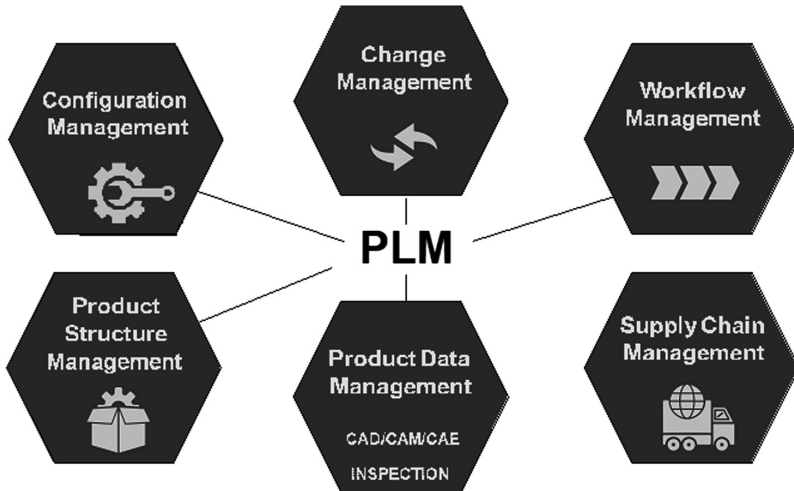 Configuration
Management
Change
Management
Workflow
Management
PLM
Product
Structure
Management
Product Data
Management
CAD/CAM/CAE
INSPECTION
Supply Chain
Management